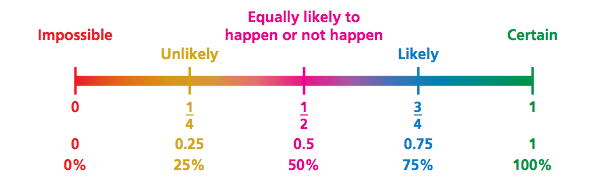 Equally likely to
Impossible happen or not happen Certain
Unlikely Likely
0 1/4 1/2 3/4 1
0 0.25 0.5 0.75 1
0% 25% 50% 75% 100%